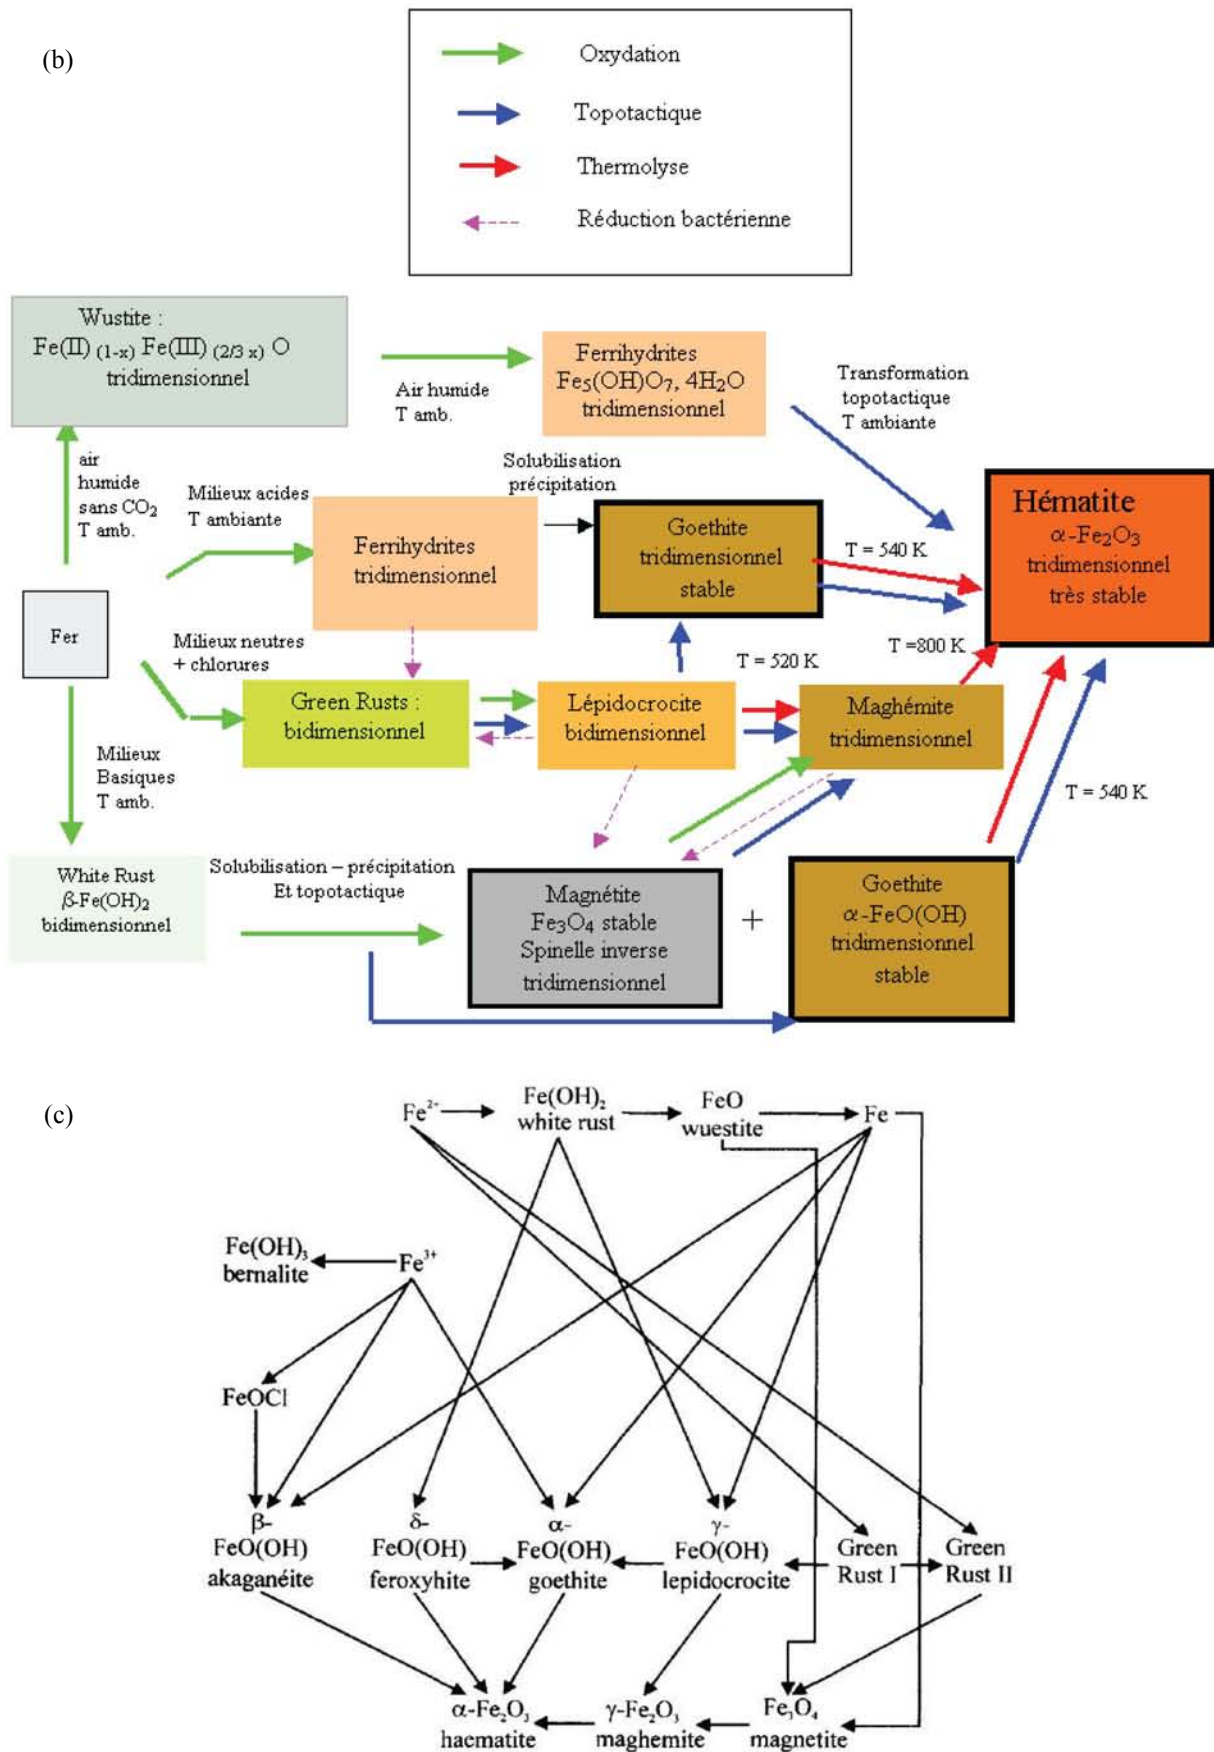 (b)
Oxydation
Topotactique
Thermolyse
Réduction bactérienne
Wustite :
Fe(II) (1-x) Fe(III) (2/3 x) O
tridimensionnel
Air humide
T amb.
Ferrihydrites
Fe5(OH)O7, 4H2O
tridimensionnel
Transformation
topotactique
T ambiante
air
humide
sans CO2
T amb.
Milieux acides
T ambiante
Ferrihydrites
tridimensionnel
Solubilisation
précipitation
Goethite
tridimensionnel
stable
T = 540 K
Hématite
α-Fe2O3
tridimensionnel
très stable
Fer
Milieux neutres
+ chlorures
Green Rusts :
bidimensionnel
Lépidocrocite
bidimensionnel
T = 520 K
Maghémite
tridimensionnel
T =800 K
T = 540 K
Milieux
Basiques
T amb.
White Rust
β-Fe(OH)2
bidimensionnel
Solubilisation – précipitation
Et topotactique
Magnétite
Fe3O4 stable
Spinelle inverse
tridimensionnel
+
Goethite
α-FeO(OH)
tridimensionnel
stable
(c)
Fe2+
Fe(OH)2
white rust
FeO
wuestite
Fe
Fe(OH)3
bernalite
Fe3+
FeOCl
β-
FeO(OH)
akaganéite
δ-
FeO(OH)
feroxyhite
α-
FeO(OH)
goethite
γ-
FeO(OH)
lepidocrocite
Green
Rust I
Green
Rust II
α-Fe2O3
haematite
γ-Fe2O3
maghemite
Fe3O4
magnetite